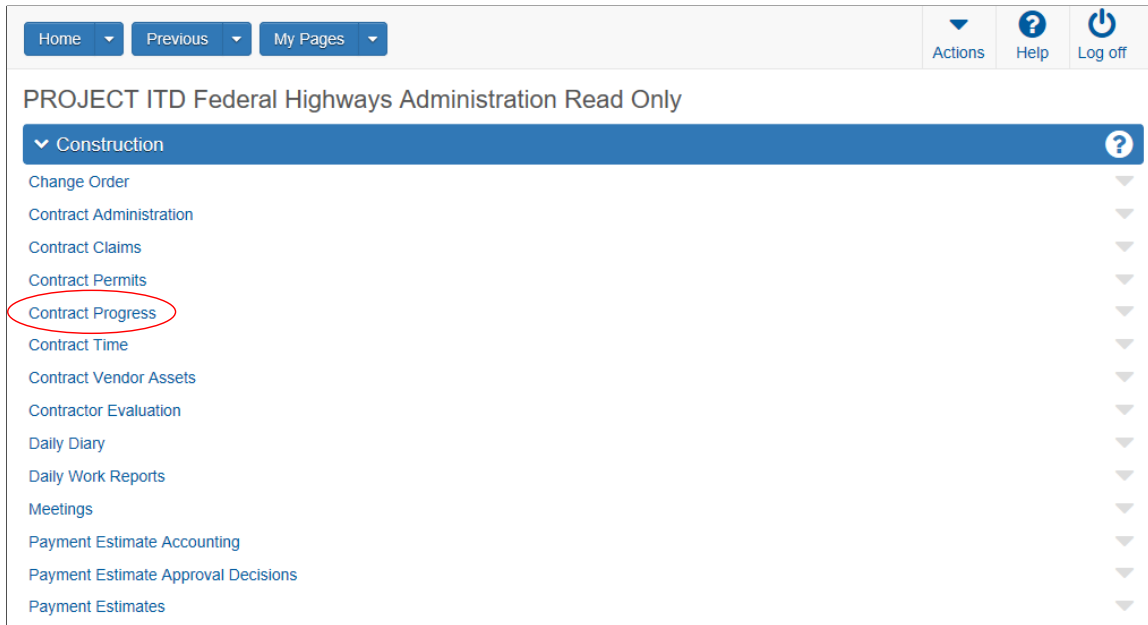 Home Previous My Pages Actions Help Log off
PROJECT ITD Federal Highways Administration Read Only
Construction
Change Order
Contract Administration
Contract Claims
Contract Permits
Contract Progress
Contract Time
Contract Vendor Assets
Contractor Evaluation
Daily Diary
Daily Work Reports
Meetings
Payment Estimate Accounting
Payment Estimate Approval Decisions
Payment Estimates